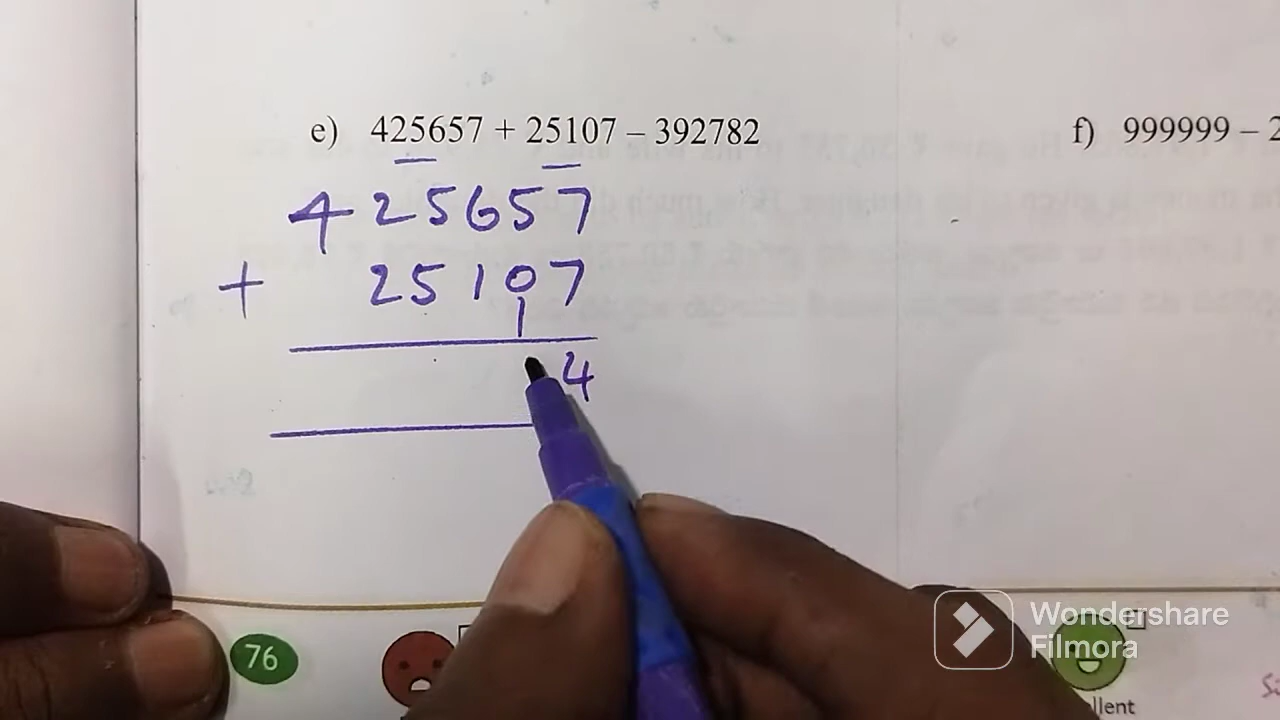 e) 425657 + 25107 – 392782
f) 999999 – 2
425657
+ 25107
1
4
76
Wondershare
Filmora